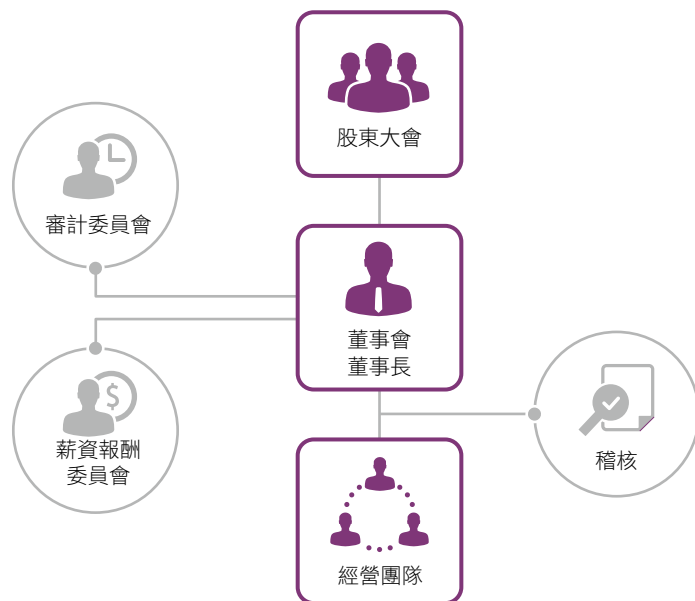 股東大會
審計委員會
董事會
董事長
薪資報酬
委員會
稽核
經營團隊